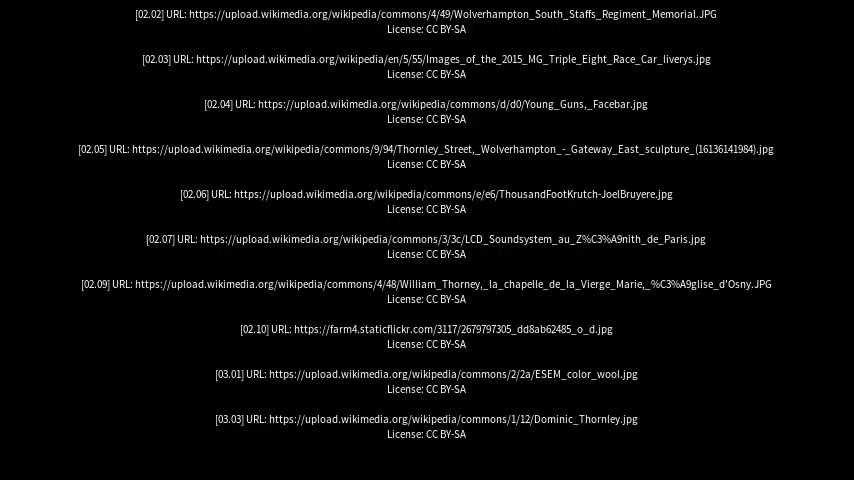 [02.02] URL: https://upload.wikimedia.org/wikipedia/commons/4/49/Wolverhampton_South_Staffs_Regiment_Memorial.JPG
License: CC BY-SA
[02.03] URL: https://upload.wikimedia.org/wikipedia/en/5/55/Images_of_the_2015_MG_Triple_Eight_Race_Car_liverys.jpg
License: CC BY-SA
[02.04] URL: https://upload.wikimedia.org/wikipedia/commons/d/d0/Young_Guns,_Facebar.jpg
License: CC BY-SA
[02.05] URL: https://upload.wikimedia.org/wikipedia/commons/9/94/Thornley_Street,_Wolverhampton_-_Gateway_East_sculpture_(16136141984).jpg
License: CC BY-SA
[02.06] URL: https://upload.wikimedia.org/wikipedia/commons/e/e6/ThousandFootKrutch-JoelBruyere.jpg
License: CC BY-SA
[02.07] URL: https://upload.wikimedia.org/wikipedia/commons/3/3c/LCD_Soundsystem_au_Z%C3%A9nith_de_Paris.jpg
License: CC BY-SA
[02.09] URL: https://upload.wikimedia.org/wikipedia/commons/4/48/William_Thorney,_la_chapelle_de_la_Vierge_Marie,_%C3%A9glise_d'Osny.JPG
License: CC BY-SA
[02.10] URL: https://farm4.staticflickr.com/3117/2679797305_dd8ab62485_o_d.jpg
License: CC BY-SA
[03.01] URL: https://upload.wikimedia.org/wikipedia/commons/2/2a/ESEM_color_wool.jpg
License: CC BY-SA
[03.03] URL: https://upload.wikimedia.org/wikipedia/commons/1/12/Dominic_Thornley.jpg
License: CC BY-SA